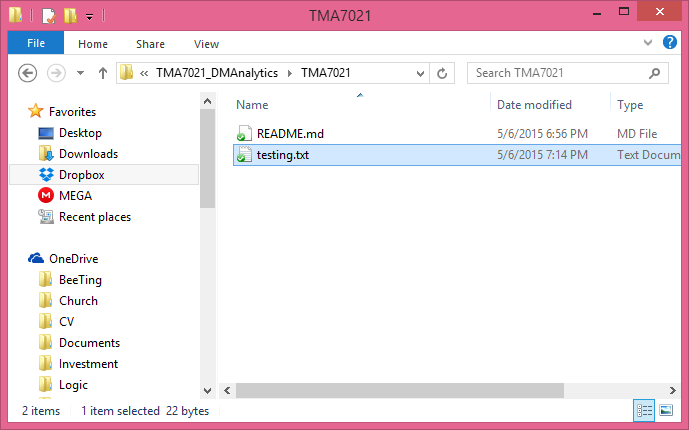 TMA7021
File Home Share View
« TMA7021_DMAnalytics TMA7021 Search TMA7021
Favorites
Desktop
Downloads
Dropbox
MEGA
Recent places
OneDrive
BeeTing
Church
CV
Documents
Investment
Logic
Name Date modified Type
README.md 5/6/2015 6:56 PM MD File
testing.txt 5/6/2015 7:14 PM Text Docum
2 items 1 item selected 22 bytes